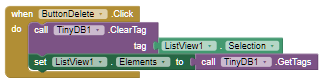 when ButtonDelete .Click
do call TinyDB1 .ClearTag
tag ListView1 . Selection
set ListView1 . Elements to call TinyDB1 .GetTags